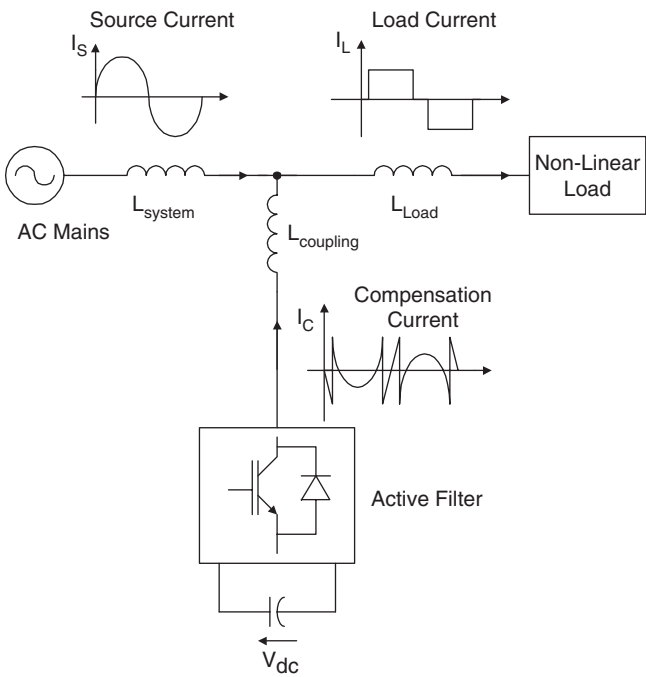 Source Current
I_S
Load Current
I_L
Non-Linear
Load
AC Mains
L_system
L_coupling
L_Load
Compensation
Current
I_C
Active Filter
V_dc